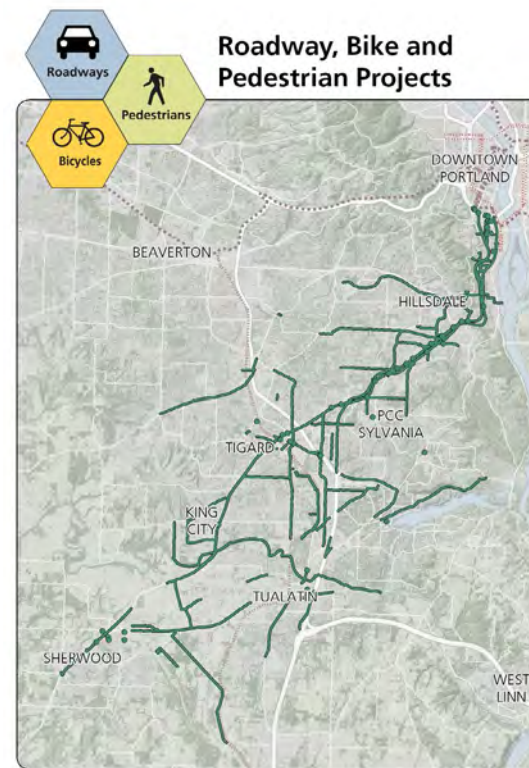 Roadways
Pedestrians
Bicycles
Roadway, Bike and
Pedestrian Projects
DOWNTOWN
PORTLAND
BEAVERTON
HILLSDALE
PCC
SYLVANIA
TIGARD
KING
CITY
TUALATIN
SHERWOOD
WEST
LINN